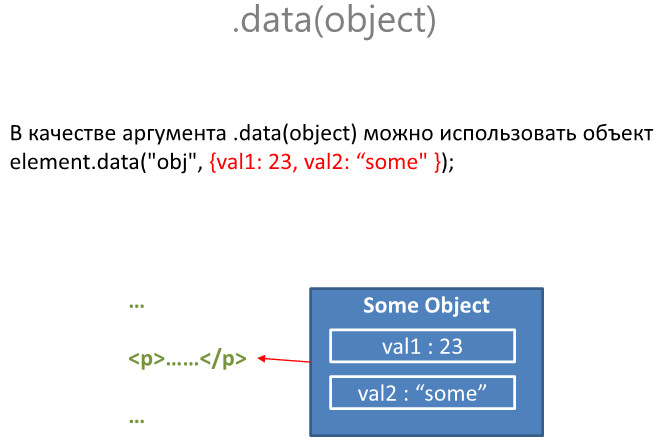 .data(object)
В качестве аргумента .data(object) можно использовать объект
element.data("obj", {val1: 23, val2: “some" });
...
Some Object
val1 : 23
<p>......</p>
val2 : “some”
...